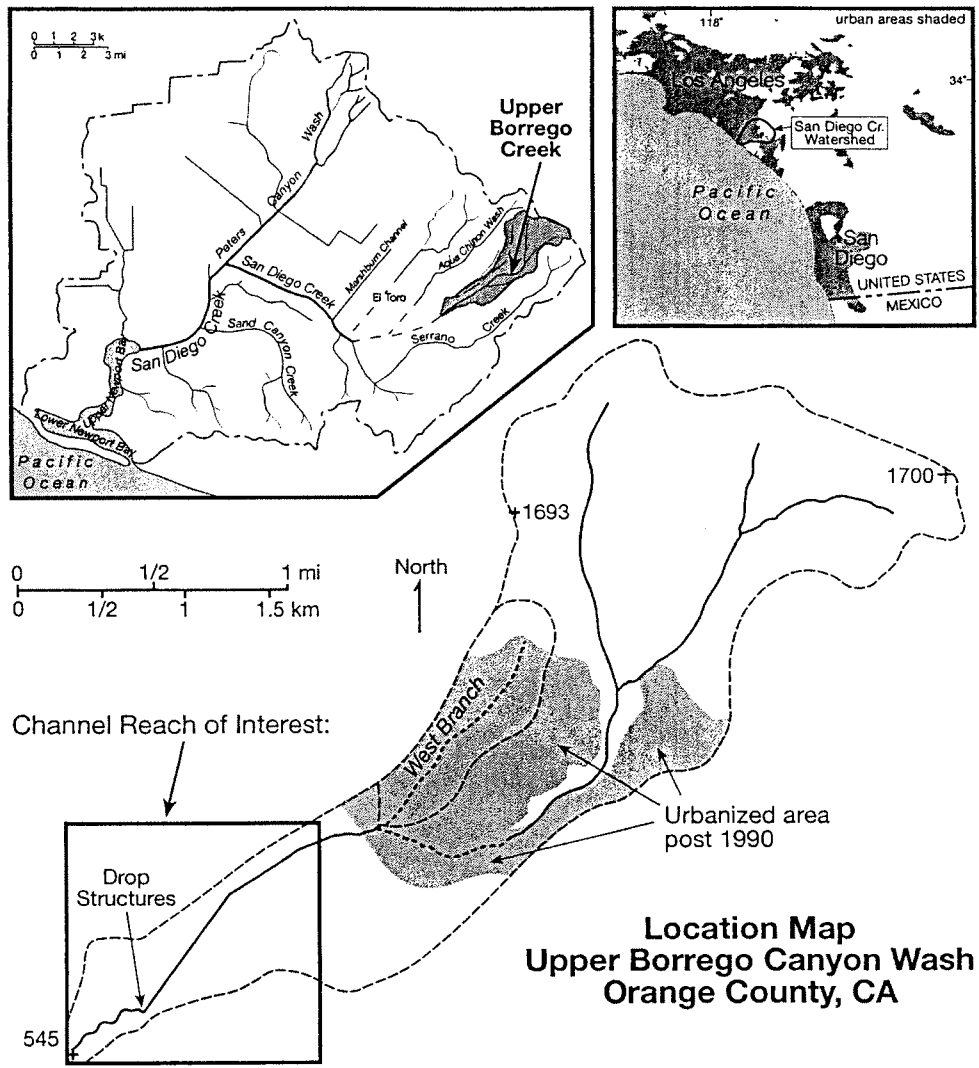 0 1 2 3k
0 1 2 3 mi
Peters Canyon Wash
Upper
Borrego
Creek
San Diego Creek
Marshburn Channel
Agua Chinon Wash
El Toro
Serrano Creek
San Diego Creek
Sand Canyon Creek
Upper Newport Bay
Lower Newport Bay
Pacific
Ocean
118°
urban areas shaded
34°
Los Angeles
San Diego Cr.
Watershed
Pacific
Ocean
San
Diego
UNITED STATES
MEXICO
1700
1693
0 1/2 1 mi
0 1/2 1 1.5 km
North
West Branch
Channel Reach of Interest:
Urbanized area
post 1990
Drop
Structures
545
Location Map
Upper Borrego Canyon Wash
Orange County, CA